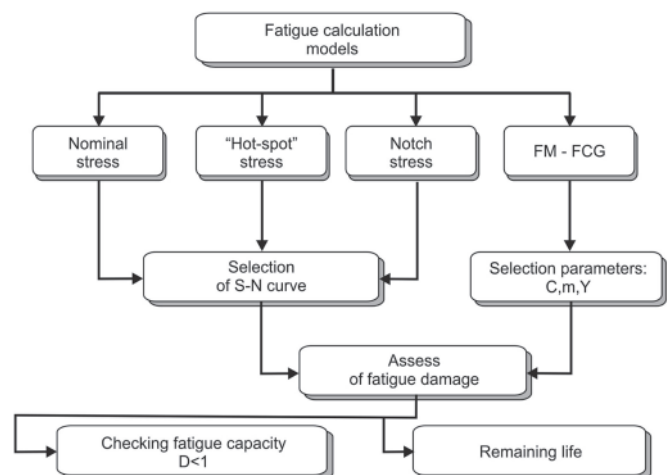 Fatigue calculation
models
Nominal
stress
“Hot-spot”
stress
Notch
stress
FM - FCG
Selection
of S-N curve
Selection parameters:
C,m,Y
Assess
of fatigue damage
Checking fatigue capacity
D<1
Remaining life